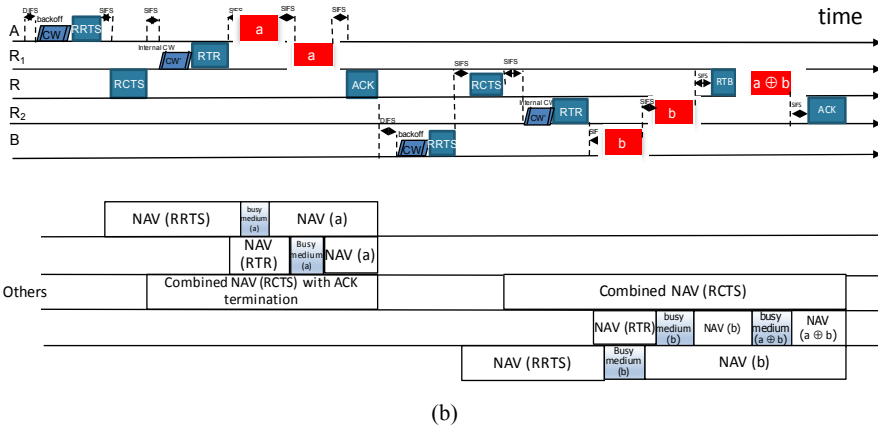 time
A DIFS backoff CW RRTS SIFS SIFS SIFS a SIFS SIFS
R1 Internal CW CW' RTR a
R RCTS ACK SIFS RCTS SIFS SIFS RTB a ⊕ b
R2 Internal CW CW' RTR SIFS b SIFS ACK
B DIFS backoff CW RRTS SIF b
NAV (RRTS) busy medium (a) NAV (a)
NAV (RTR) Busy medium (a) NAV (a)
Others Combined NAV (RCTS) with ACK termination Combined NAV (RCTS)
NAV (RTR) busy medium (b) NAV (b) busy medium (a ⊕ b) NAV (a ⊕ b)
NAV (RRTS) Busy medium (b) NAV (b)
(b)